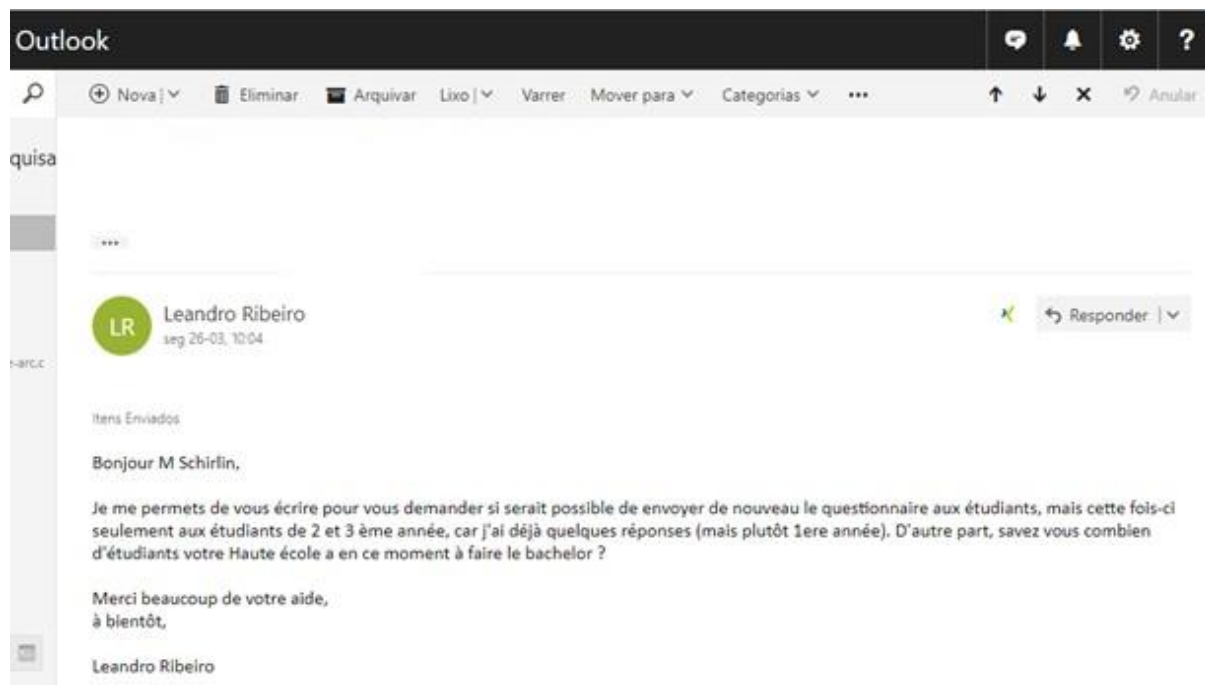 Outlook
?
Nova Eliminar Arquivar Lixo Varrer Mover para Categorias ••• Anular
quisa
•••
LR
Leandro Ribeiro
Responder
seg 26-03, 10:04
e-arc.c
Itens Enviados
Bonjour M Schirlin,
Je me permets de vous écrire pour vous demander si serait possible de envoyer de nouveau le questionnaire aux étudiants, mais cette fois-ci
seulement aux étudiants de 2 et 3 ème année, car j'ai déjà quelques réponses (mais plutôt 1ere année). D'autre part, savez vous combien
d'étudiants votre Haute école a en ce moment à faire le bachelor ?
Merci beaucoup de votre aide,
à bientôt,
Leandro Ribeiro